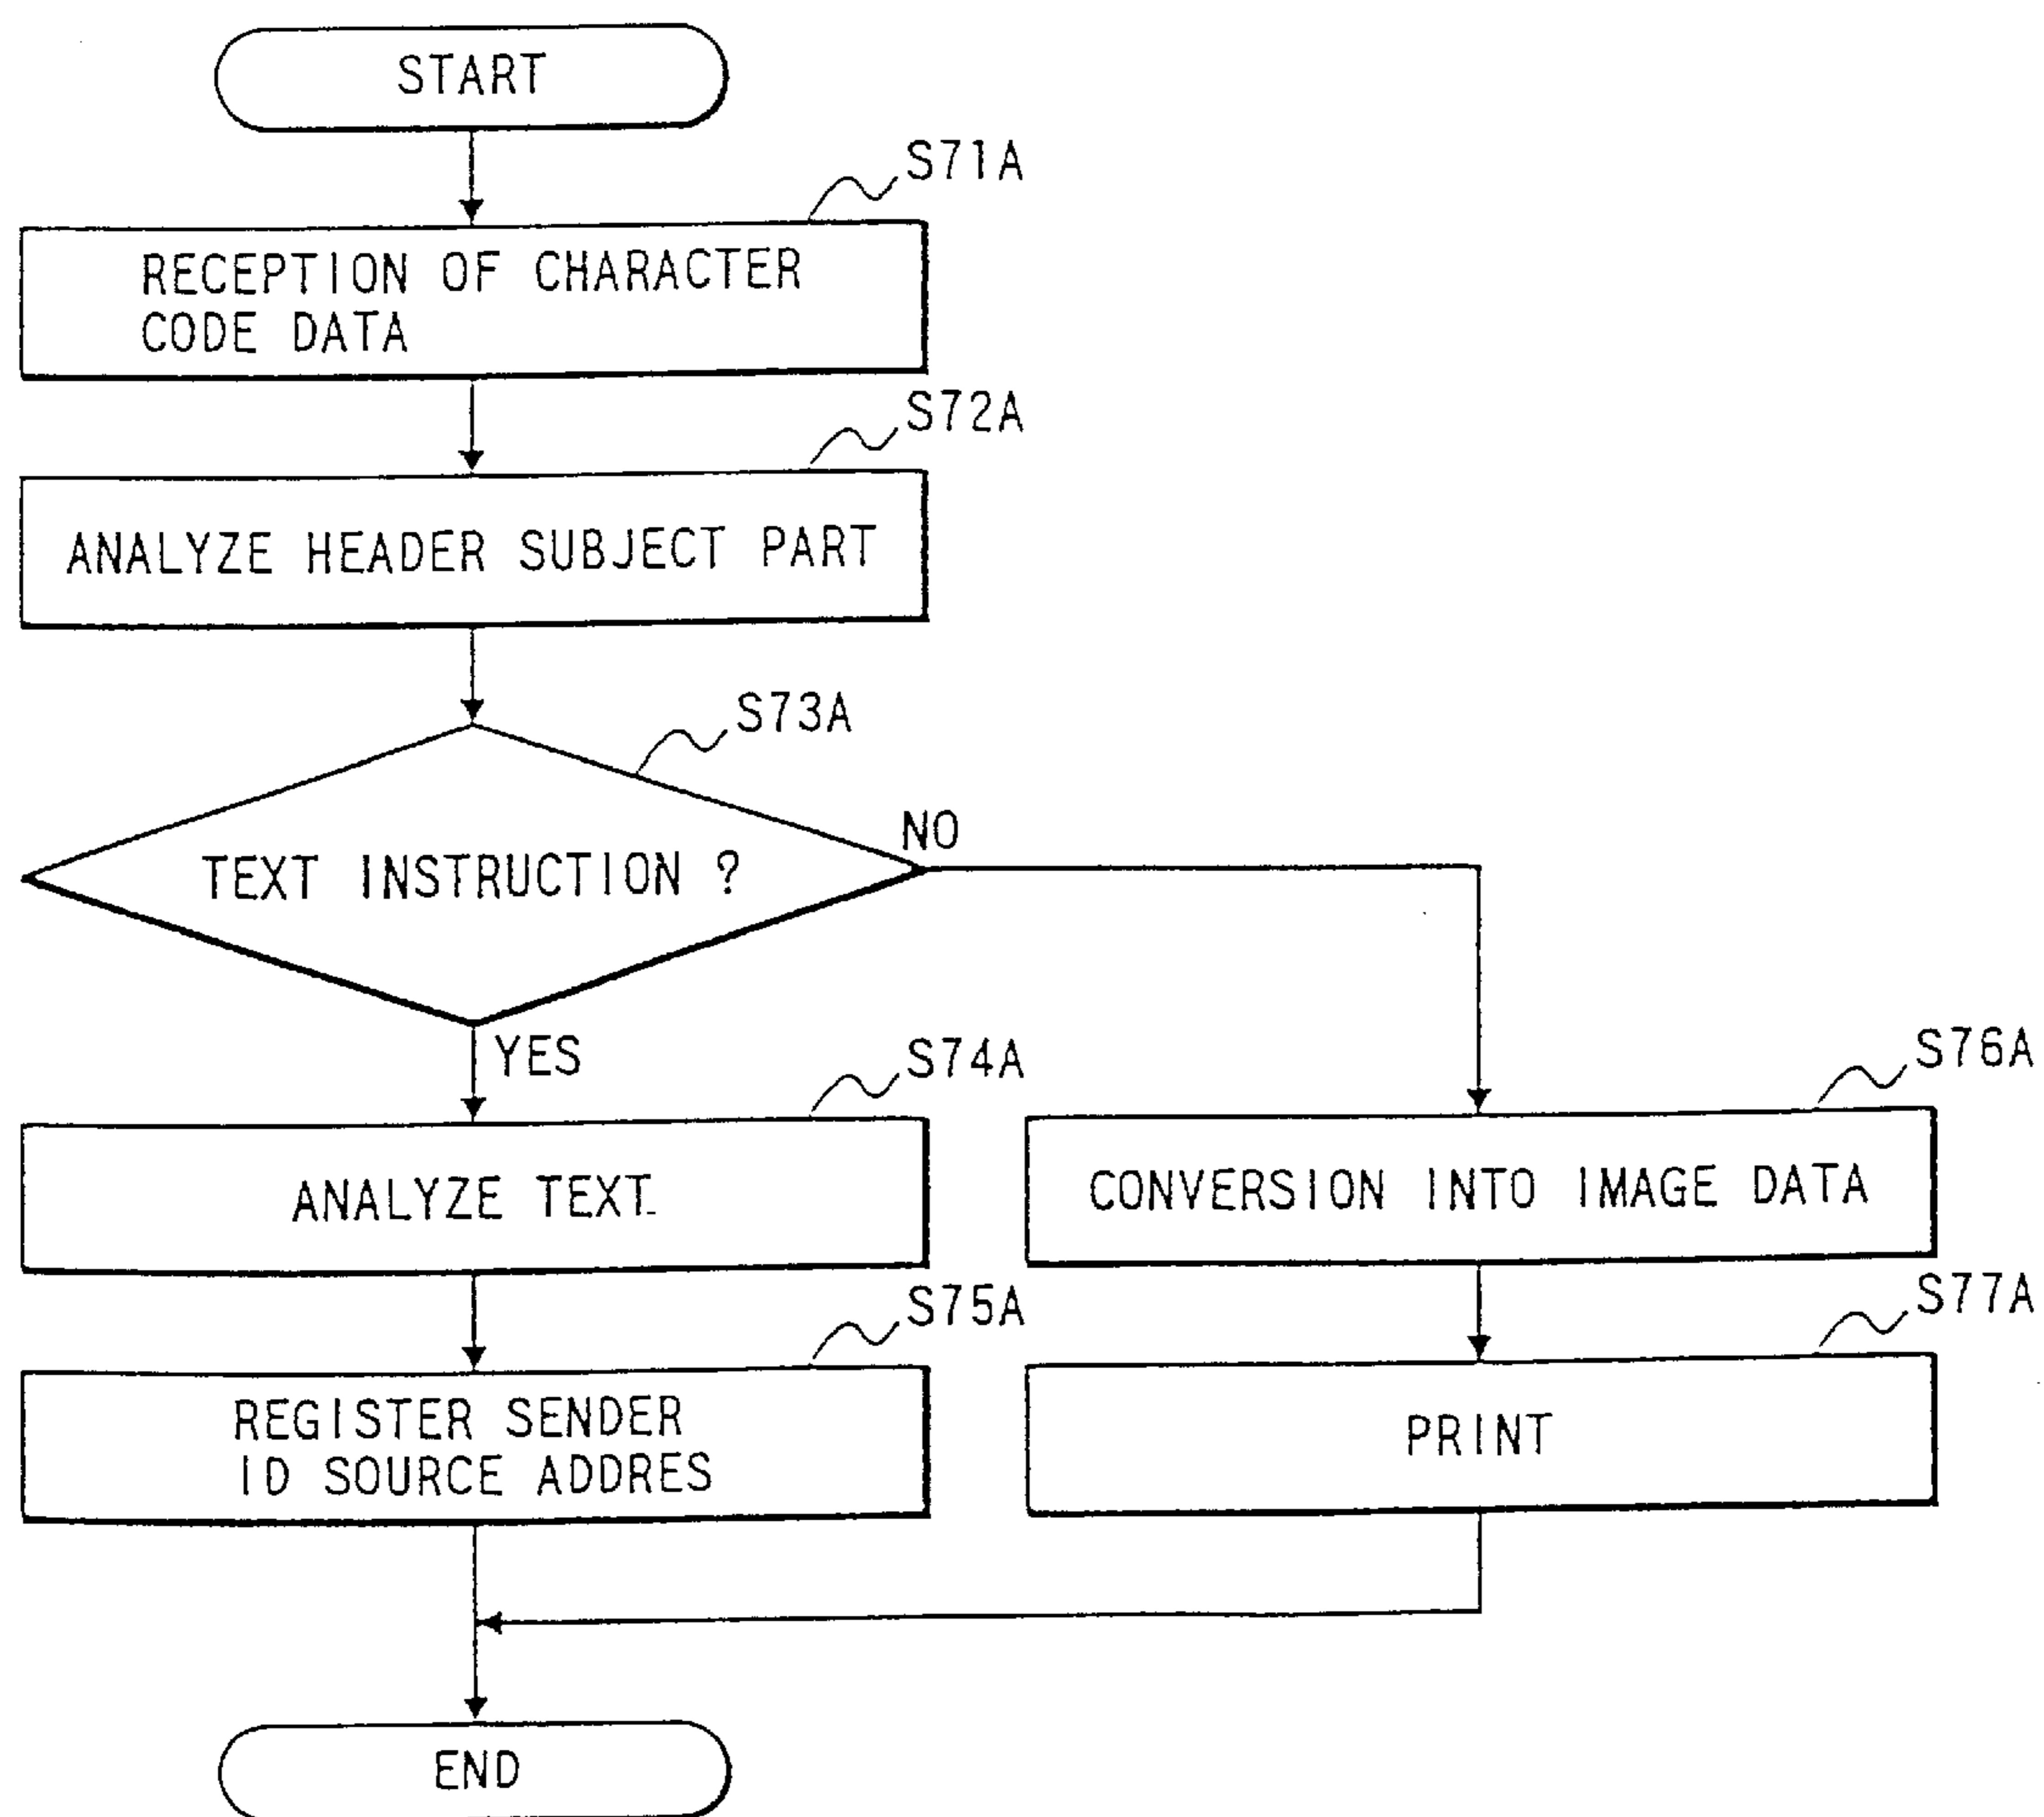 START
S71A
RECEPTION OF CHARACTER
CODE DATA
S72A
ANALYZE HEADER SUBJECT PART
S73A
TEXT INSTRUCTION ?
NO
YES
S74A
ANALYZE TEXT
S76A
CONVERSION INTO IMAGE DATA
S75A
REGISTER SENDER
ID SOURCE ADDRES
S77A
PRINT
END